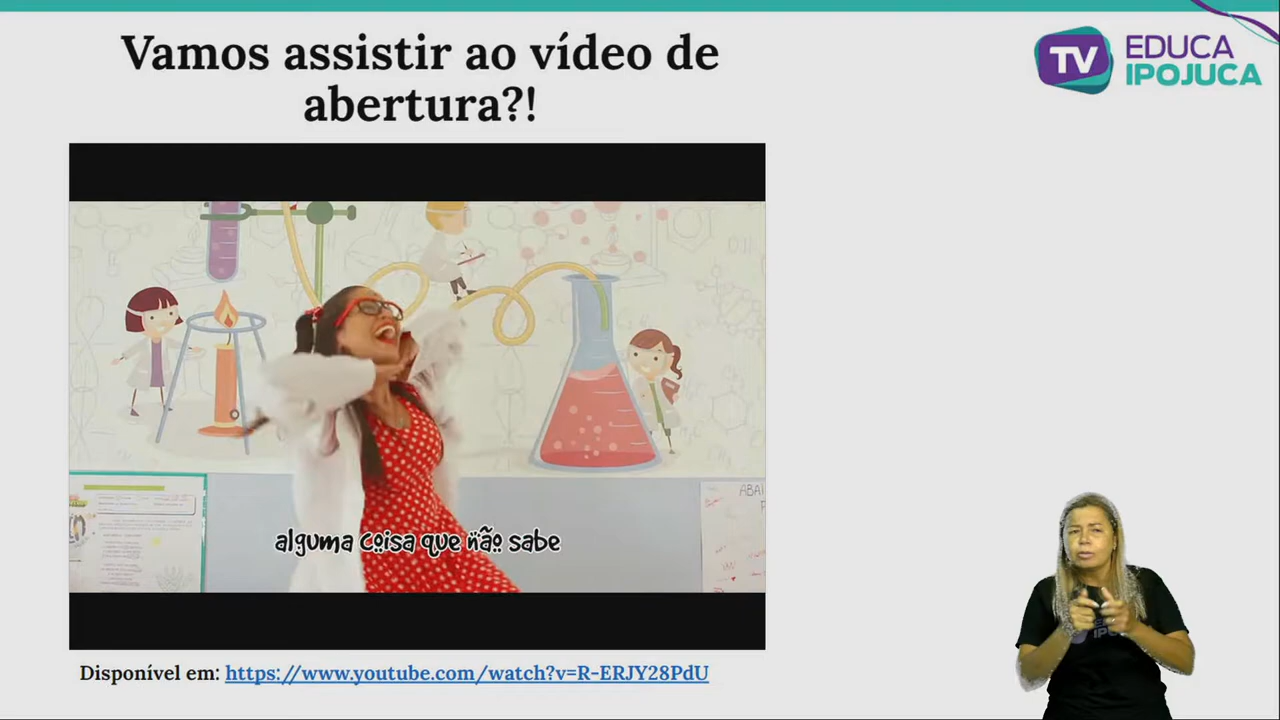 Vamos assistir ao vídeo de
abertura?!
TV EDUCA
IPOJUCA
alguma coisa que não sabe
ABA
Disponível em: https://www.youtube.com/watch?v=R-ERJY28PdU